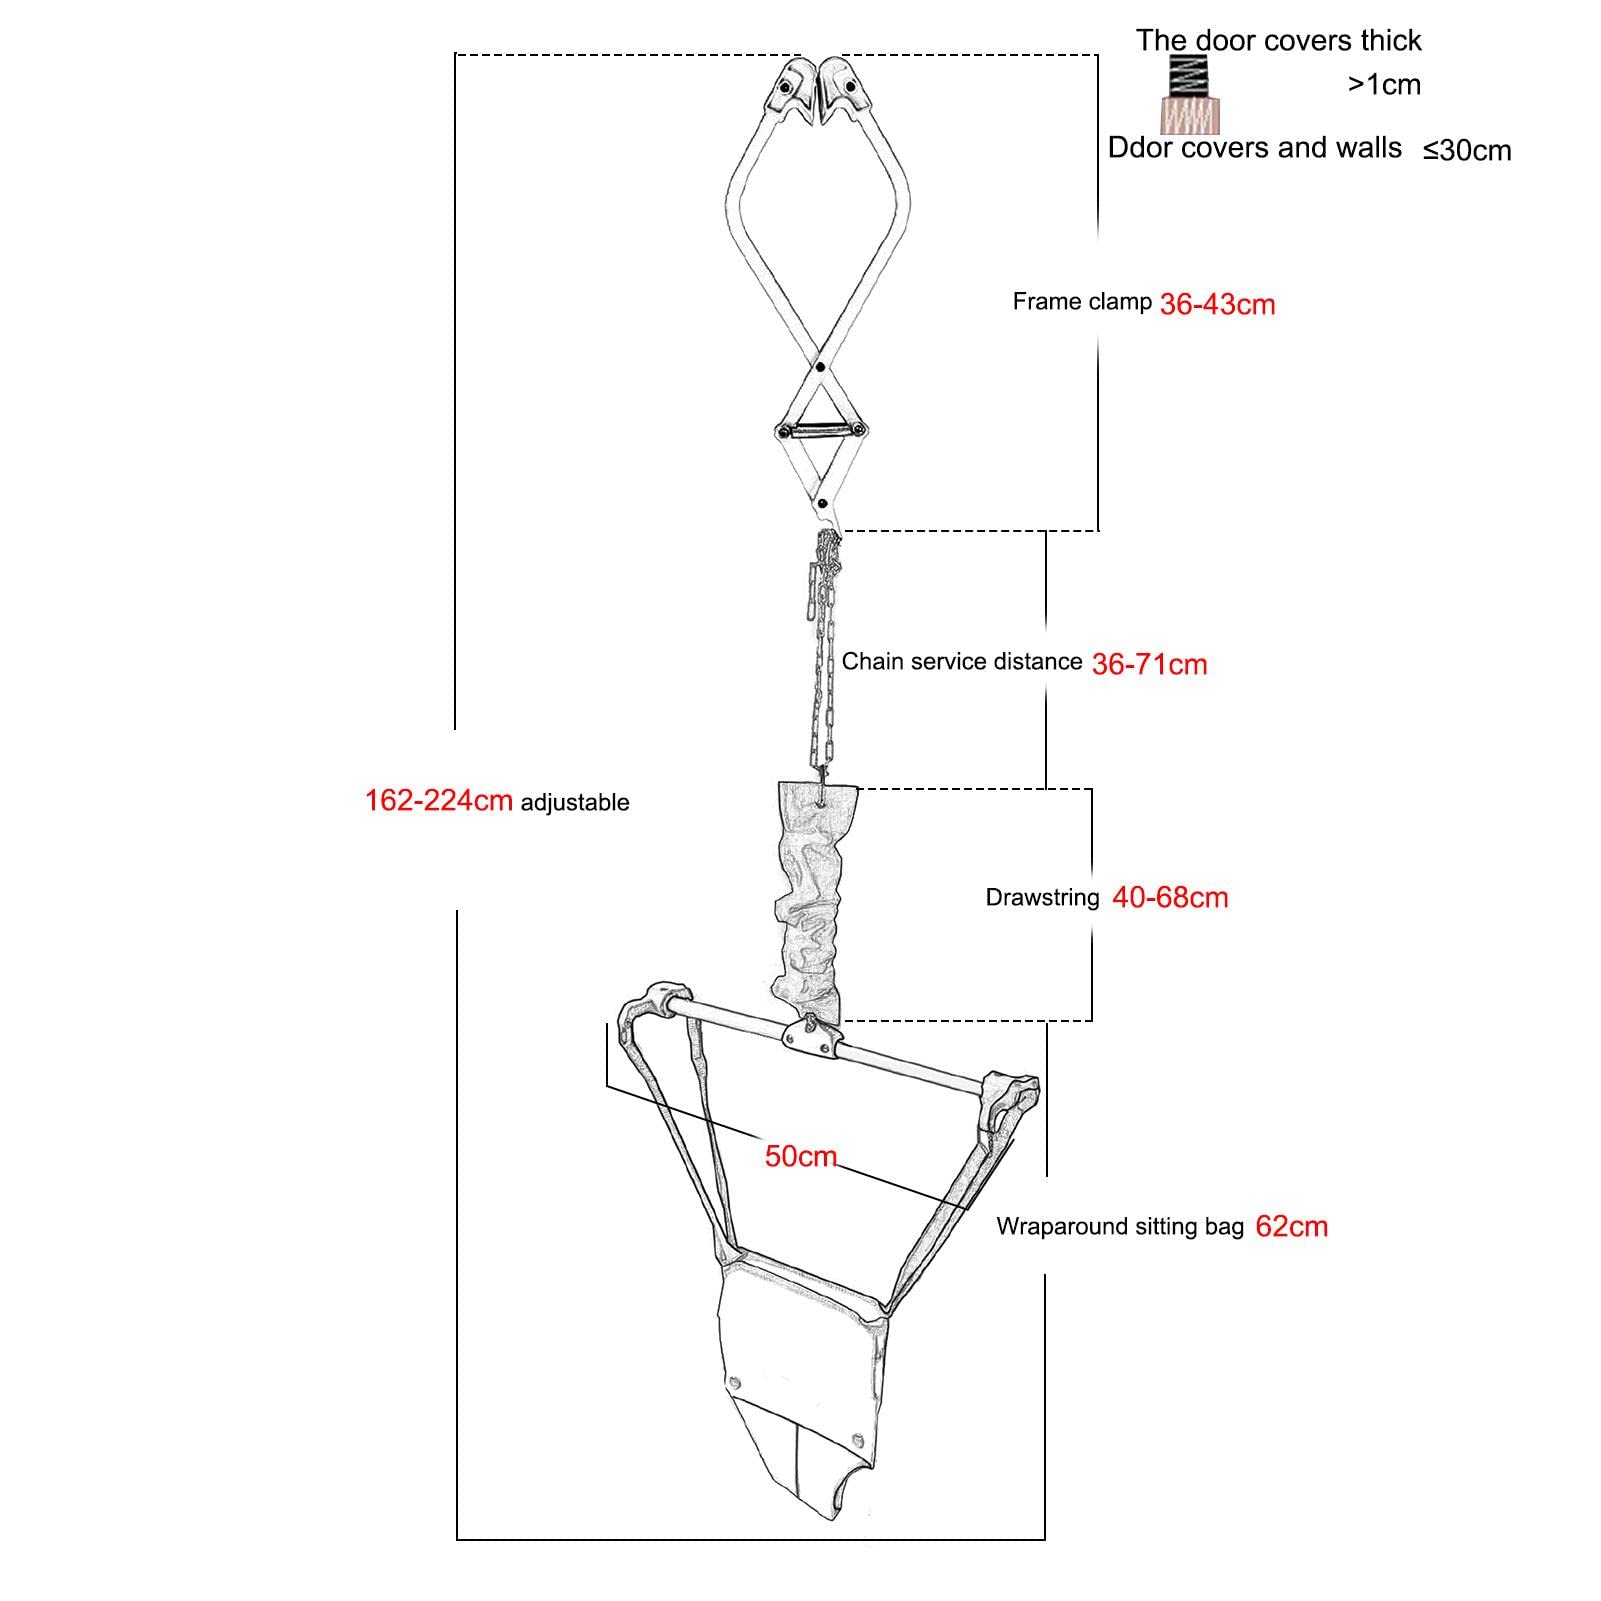 The door covers thick
>1cm
Ddor covers and walls ≤30cm
Frame clamp 36-43cm
Chain service distance 36-71cm
162-224cm adjustable
Drawstring 40-68cm
50cm
Wraparound sitting bag 62cm